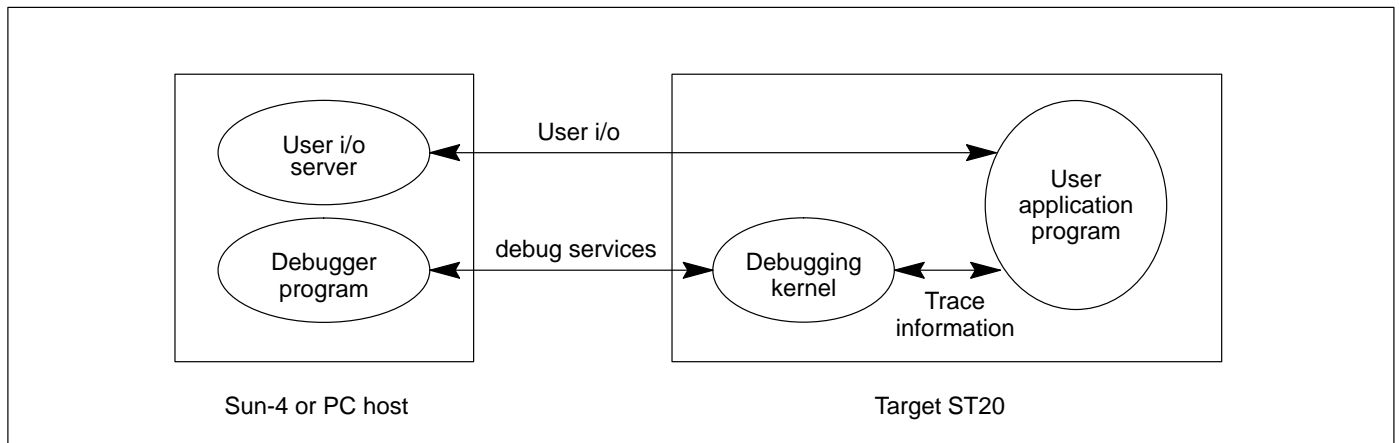 User i/o
server
User i/o
User
application
program
Debugger
program
debug services
Debugging
kernel
Trace
information
Sun-4 or PC host
Target ST20